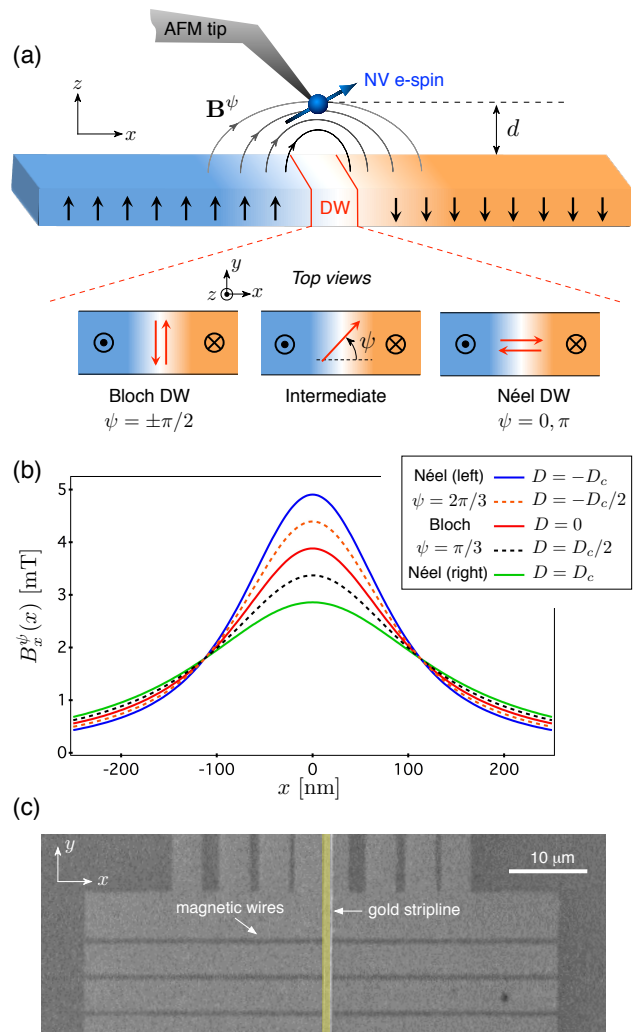 AFM tip
(a)
NV e-spin
z
x
B^ψ
d
DW
y
z
x
Top views
ψ
Bloch DW
Intermediate
Néel DW
ψ = ±π/2
ψ = 0, π
(b)
Néel (left) D = −D_c
ψ = 2π/3 D = −D_c/2
Bloch D = 0
ψ = π/3 D = D_c/2
Néel (right) D = D_c
5
4
3
2
1
0
B_x^ψ(x) [mT]
-200 -100 0 100 200
x [nm]
(c)
y
x
10 μm
magnetic wires
gold stripline